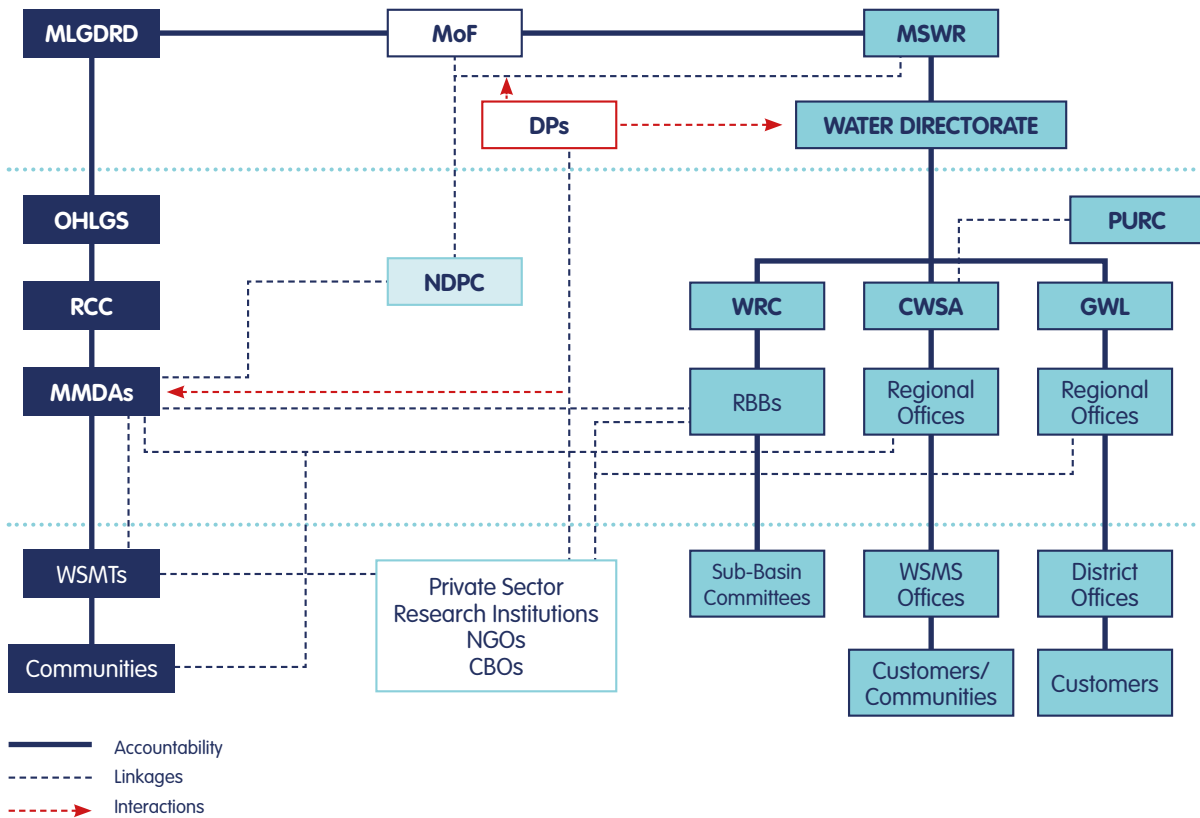 MLGDRD
MoF
MSWR
DPs
WATER DIRECTORATE
OHLGS
PURC
NDPC
RCC
WRC
CWSA
GWL
MMDAs
RBBs
Regional
Offices
Regional
Offices
WSMTs
Private Sector
Research Institutions
NGOs
CBOs
Sub-Basin
Committees
WSMS
Offices
District
Offices
Communities
Customers/
Communities
Customers
Accountability
Linkages
Interactions